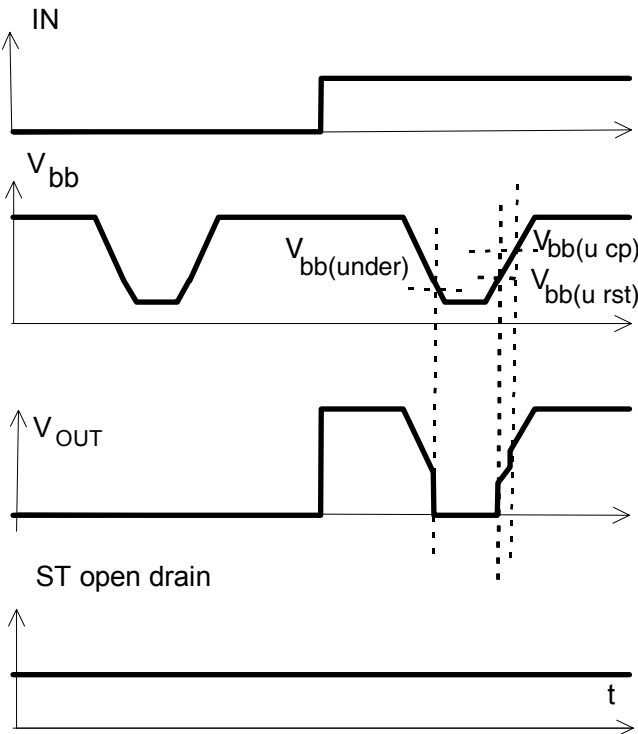 IN
V bb
V bb(under)
V bb(u cp)
V bb(u rst)
V OUT
ST open drain
t